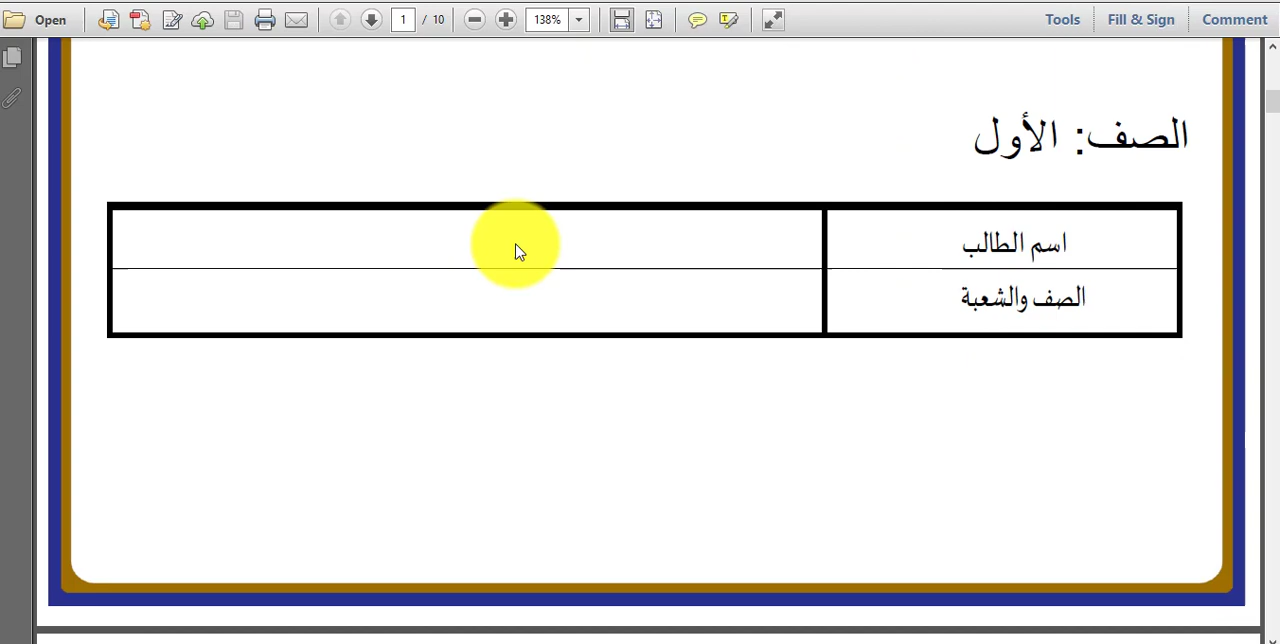 Open 1 / 10 138% Tools Fill & Sign Comment
الصف: الأول
اسم الطالب
الصف والشعبة